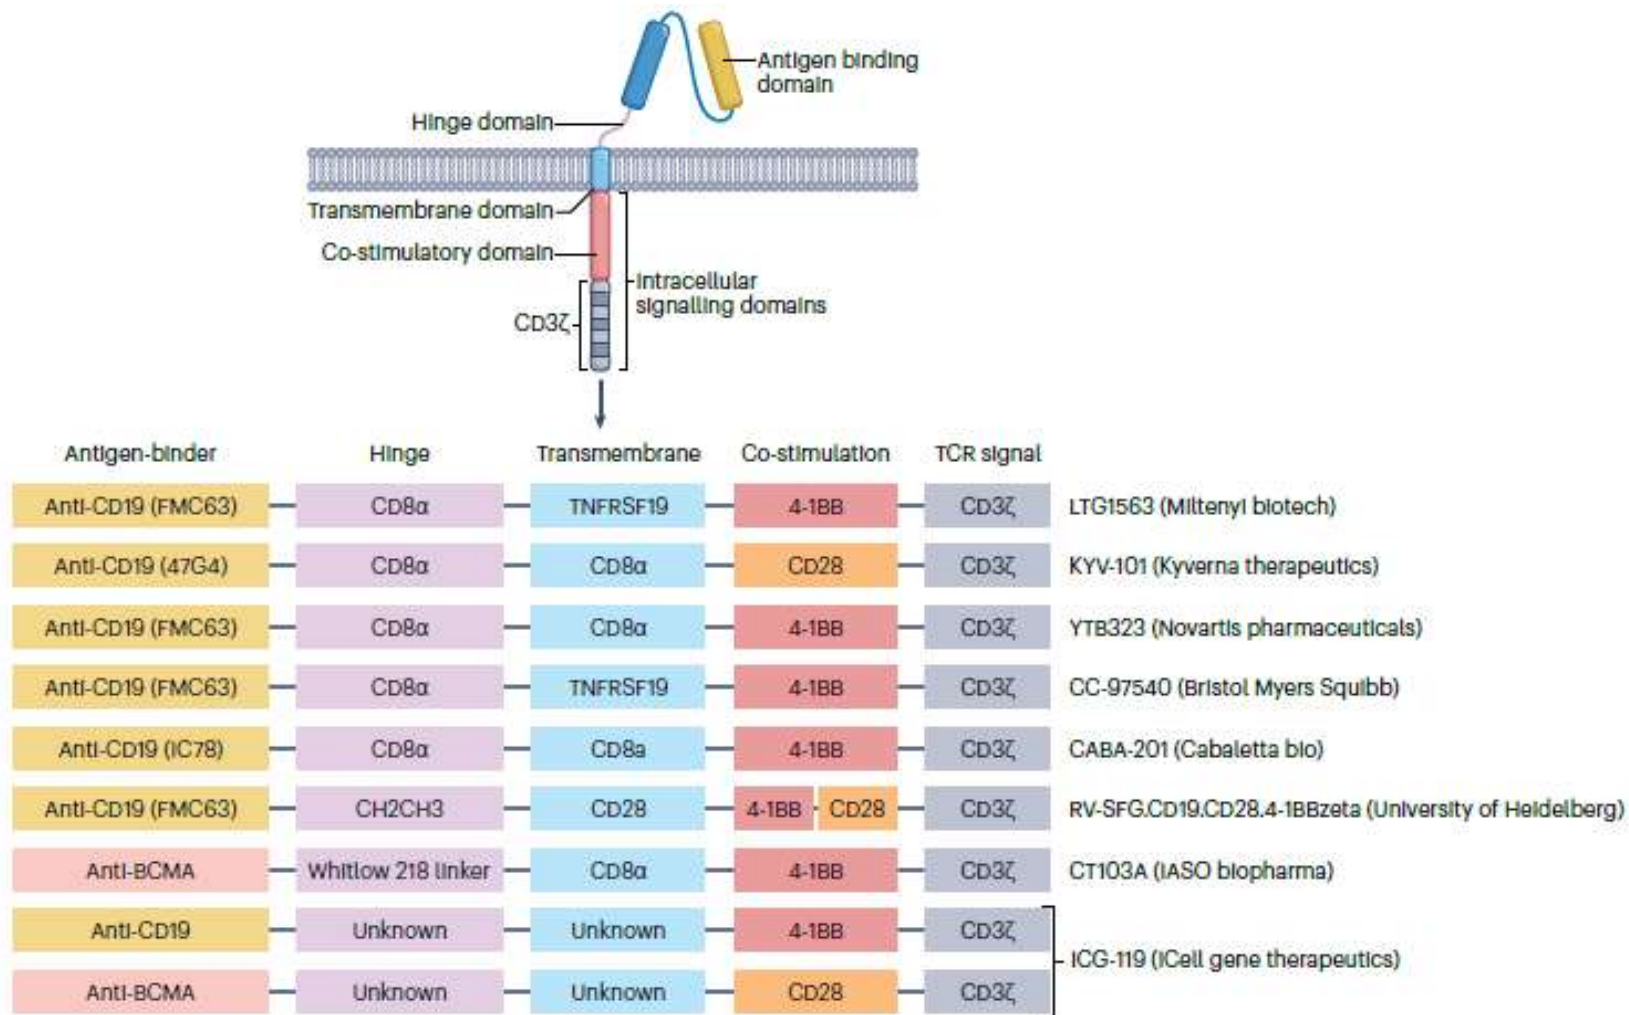 Antigen binding
domain
Hinge domain
Transmembrane domain
Co-stimulatory domain
Intracellular
signalling domains
CD3ζ
Antigen-binder Hinge Transmembrane Co-stimulation TCR signal
Anti-CD19 (FMC63) CD8α TNFRSF19 4-1BB CD3ζ LTG1563 (Miltenyi biotech)
Anti-CD19 (47G4) CD8α CD8α CD28 CD3ζ KYV-101 (Kyverna therapeutics)
Anti-CD19 (FMC63) CD8α CD8α 4-1BB CD3ζ YTB323 (Novartis pharmaceuticals)
Anti-CD19 (FMC63) CD8α TNFRSF19 4-1BB CD3ζ CC-97540 (Bristol Myers Squibb)
Anti-CD19 (IC78) CD8α CD8a 4-1BB CD3ζ CABA-201 (Cabaletta bio)
Anti-CD19 (FMC63) CH2CH3 CD28 4-1BB CD28 CD3ζ RV-SFG.CD19.CD28.4-1BBzeta (University of Heidelberg)
Anti-BCMA Whitlow 218 linker CD8α 4-1BB CD3ζ CT103A (IASO biopharma)
Anti-CD19 Unknown Unknown 4-1BB CD3ζ
ICG-119 (iCell gene therapeutics)
Anti-BCMA Unknown Unknown CD28 CD3ζ